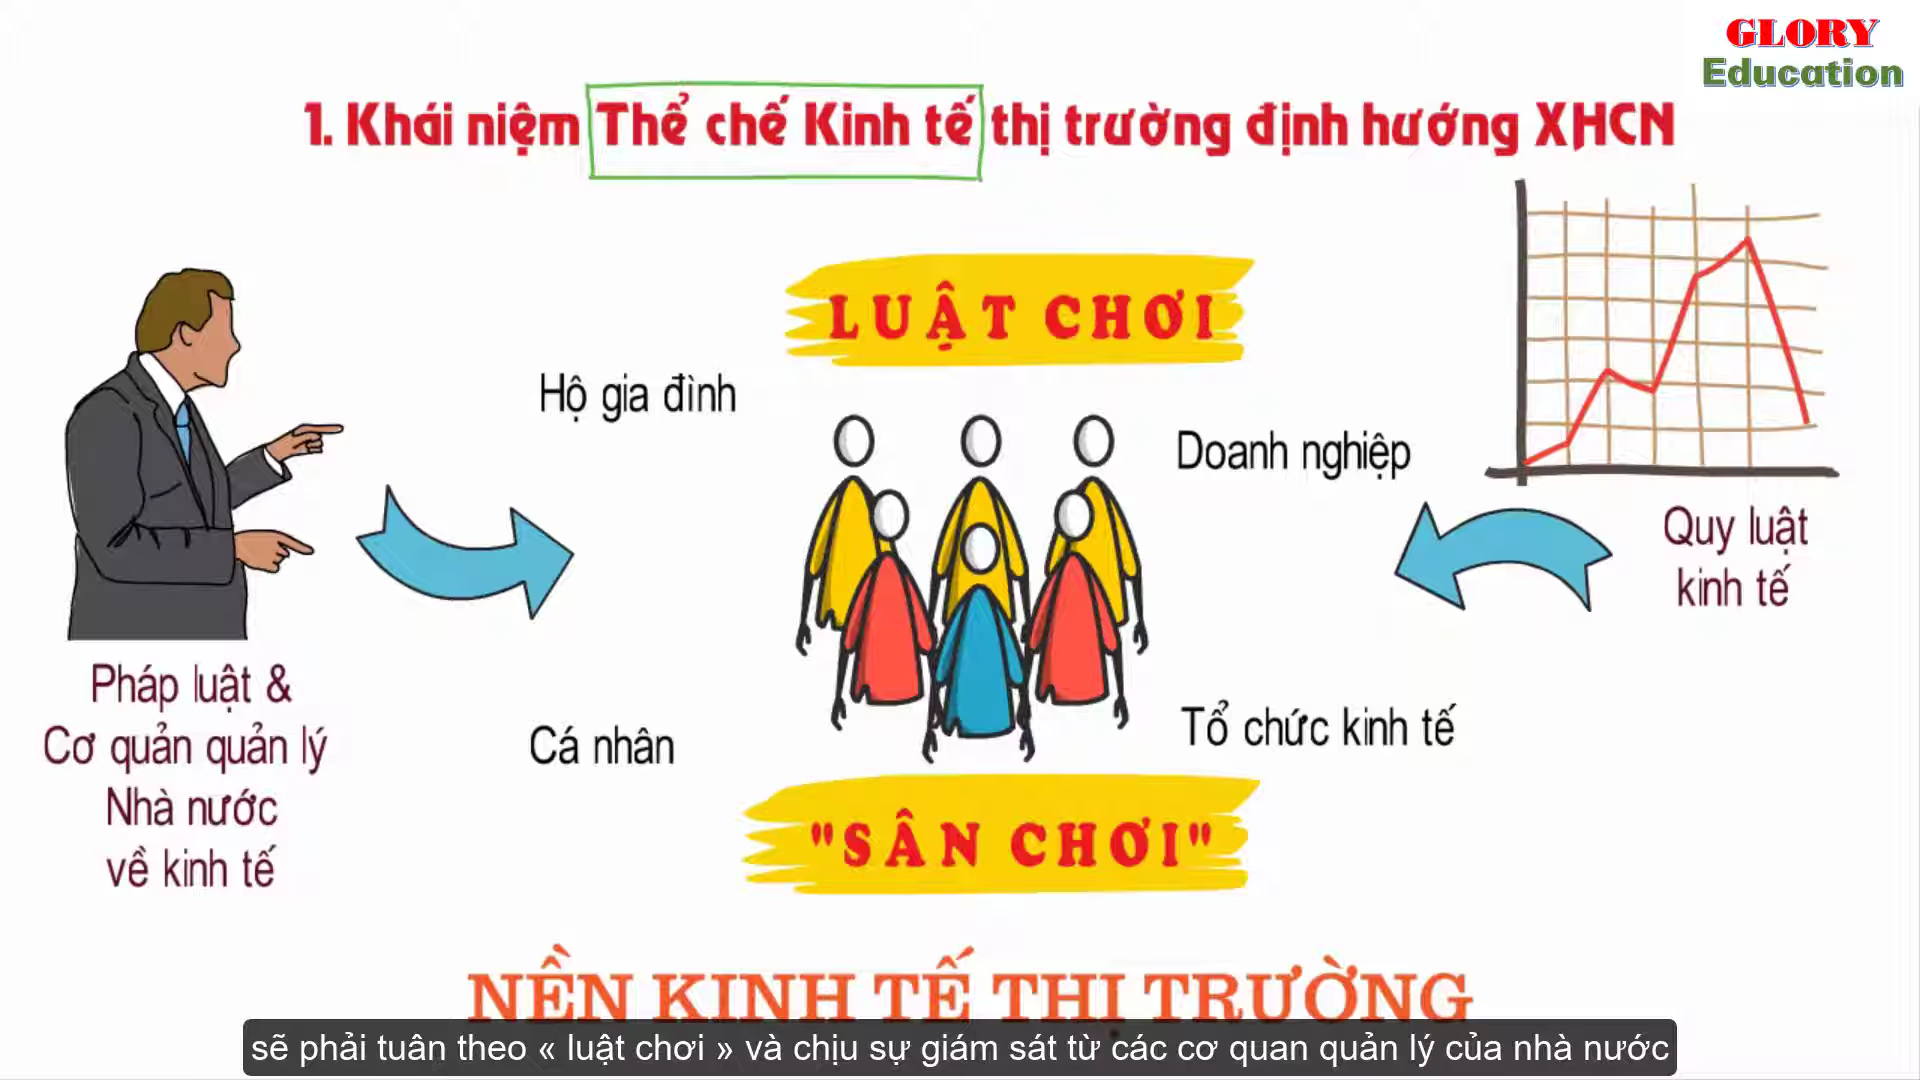 GLORY
Education
1. Khái niệm Thể chế Kinh tế thị trường định hướng XHCN
LUẬT CHƠI
Hộ gia đình
Doanh nghiệp
Quy luật
kinh tế
Pháp luật &
Cơ quản quản lý
Nhà nước
về kinh tế
Cá nhân
Tổ chức kinh tế
"SÂN CHƠI"
NỀN KINH TẾ THỊ TRƯỜNG
sẽ phải tuân theo « luật chơi » và chịu sự giám sát từ các cơ quan quản lý của nhà nước